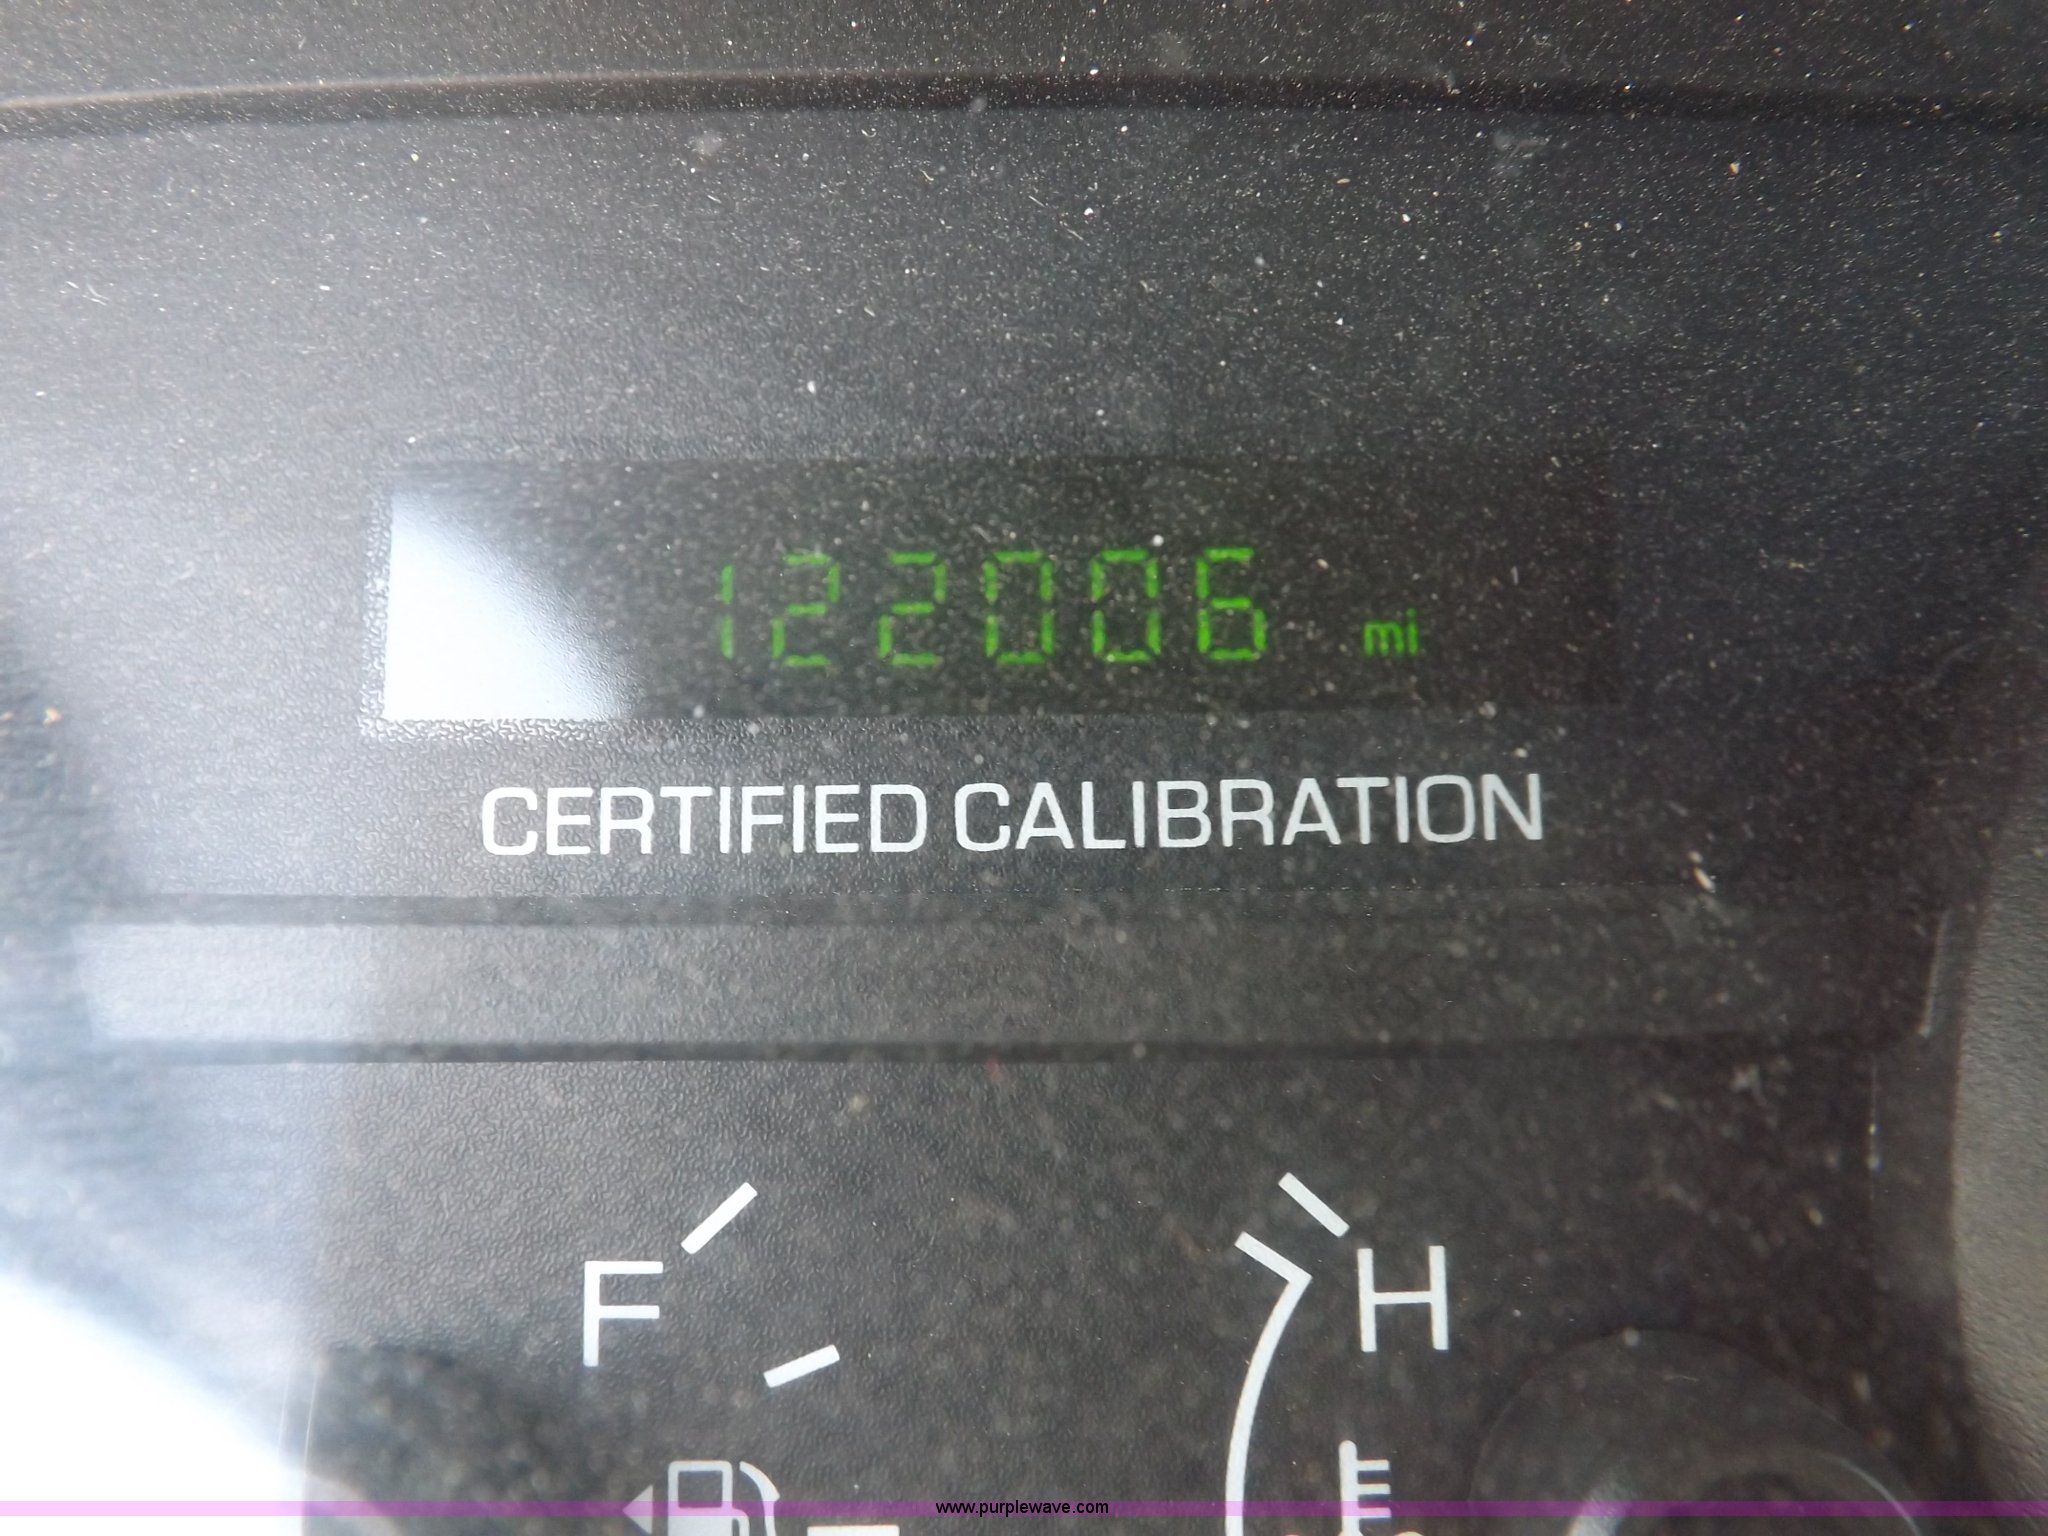 122006 mi
CERTIFIED CALIBRATION
F H
www.purplewave.com